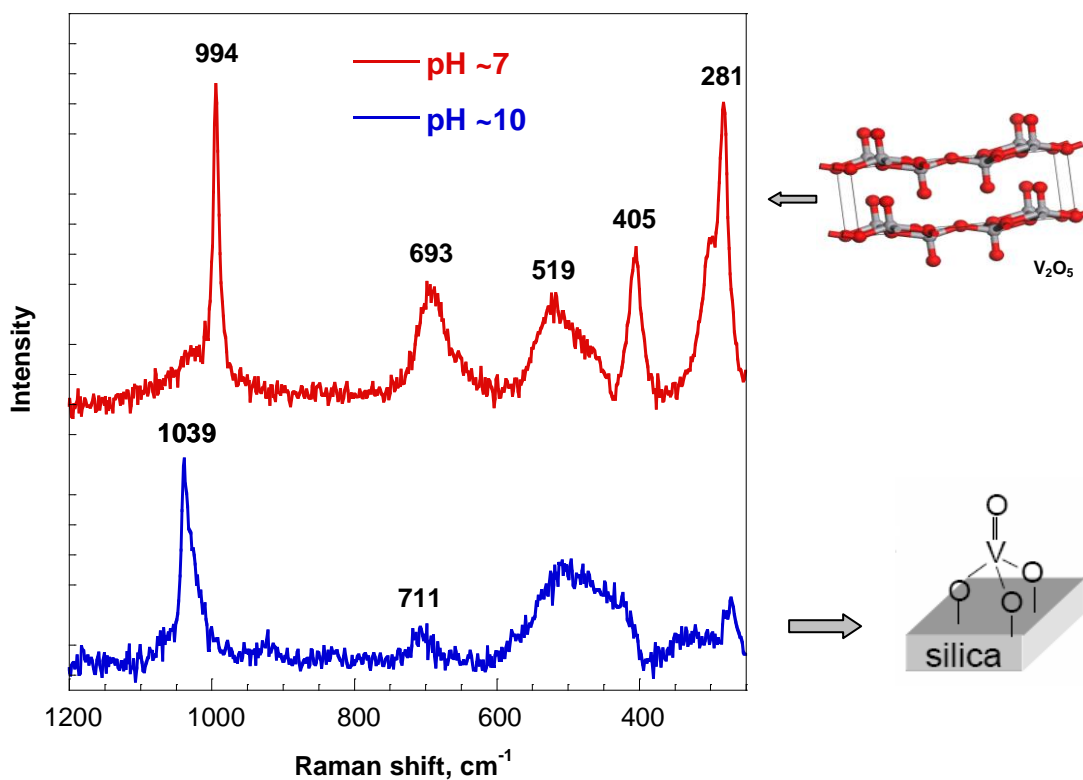 994
pH ~7
281
pH ~10
405
693
519
V₂O₅
Intensity
1039
711
O
V
O
O
O
silica
1200
1000
800
600
400
Raman shift, cm⁻¹